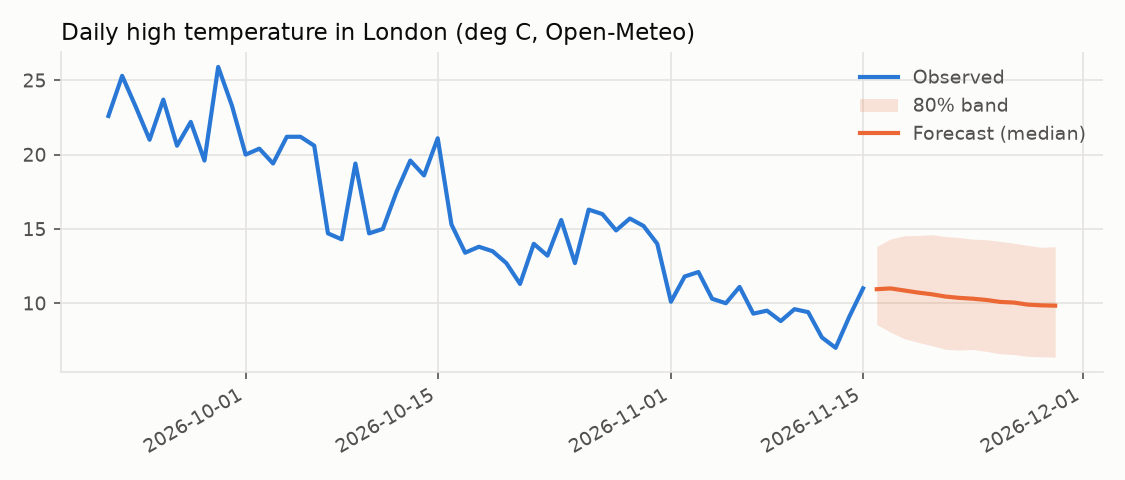 Daily high temperature in London (deg C, Open-Meteo)
Observed
80% band
Forecast (median)
25
20
15
10
2026-10-01
2026-10-15
2026-11-01
2026-11-15
2026-12-01